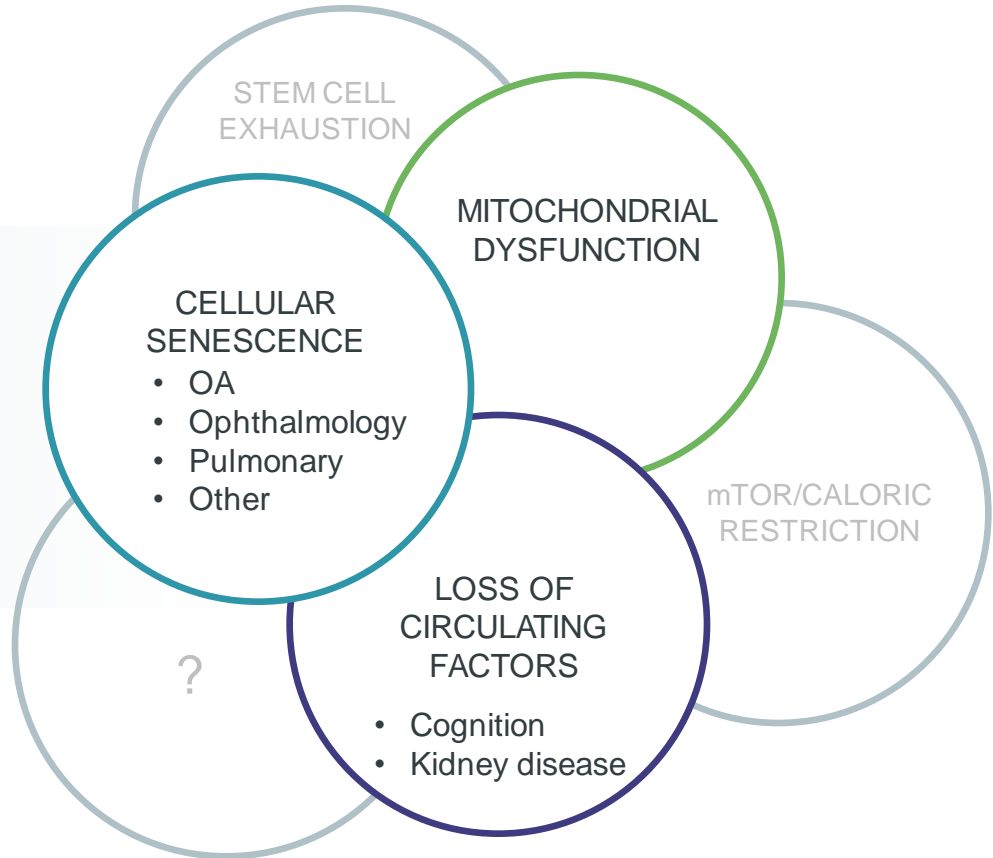 STEM CELL
EXHAUSTION
MITOCHONDRIAL
DYSFUNCTION
CELLULAR
SENESCENCE
• OA
• Ophthalmology
• Pulmonary
• Other
mTOR/CALORIC
RESTRICTION
LOSS OF
CIRCULATING
FACTORS
• Cognition
• Kidney disease
?